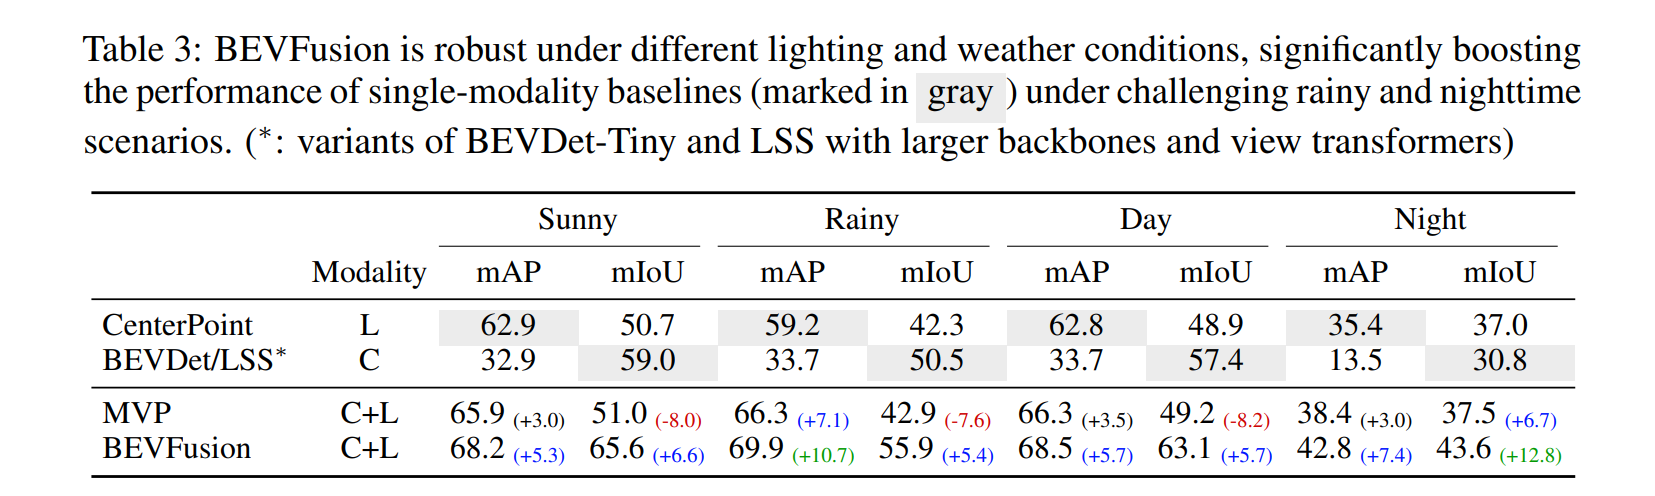 Table 3: BEVFusion is robust under different lighting and weather conditions, significantly boosting
the performance of single-modality baselines (marked in gray ) under challenging rainy and nighttime
scenarios. (*: variants of BEVDet-Tiny and LSS with larger backbones and view transformers)
Sunny Rainy Day Night
Modality mAP mIoU mAP mIoU mAP mIoU mAP mIoU
CenterPoint L 62.9 50.7 59.2 42.3 62.8 48.9 35.4 37.0
BEVDet/LSS* C 32.9 59.0 33.7 50.5 33.7 57.4 13.5 30.8
MVP C+L 65.9 (+3.0) 51.0 (-8.0) 66.3 (+7.1) 42.9 (-7.6) 66.3 (+3.5) 49.2 (-8.2) 38.4 (+3.0) 37.5 (+6.7)
BEVFusion C+L 68.2 (+5.3) 65.6 (+6.6) 69.9 (+10.7) 55.9 (+5.4) 68.5 (+5.7) 63.1 (+5.7) 42.8 (+7.4) 43.6 (+12.8)